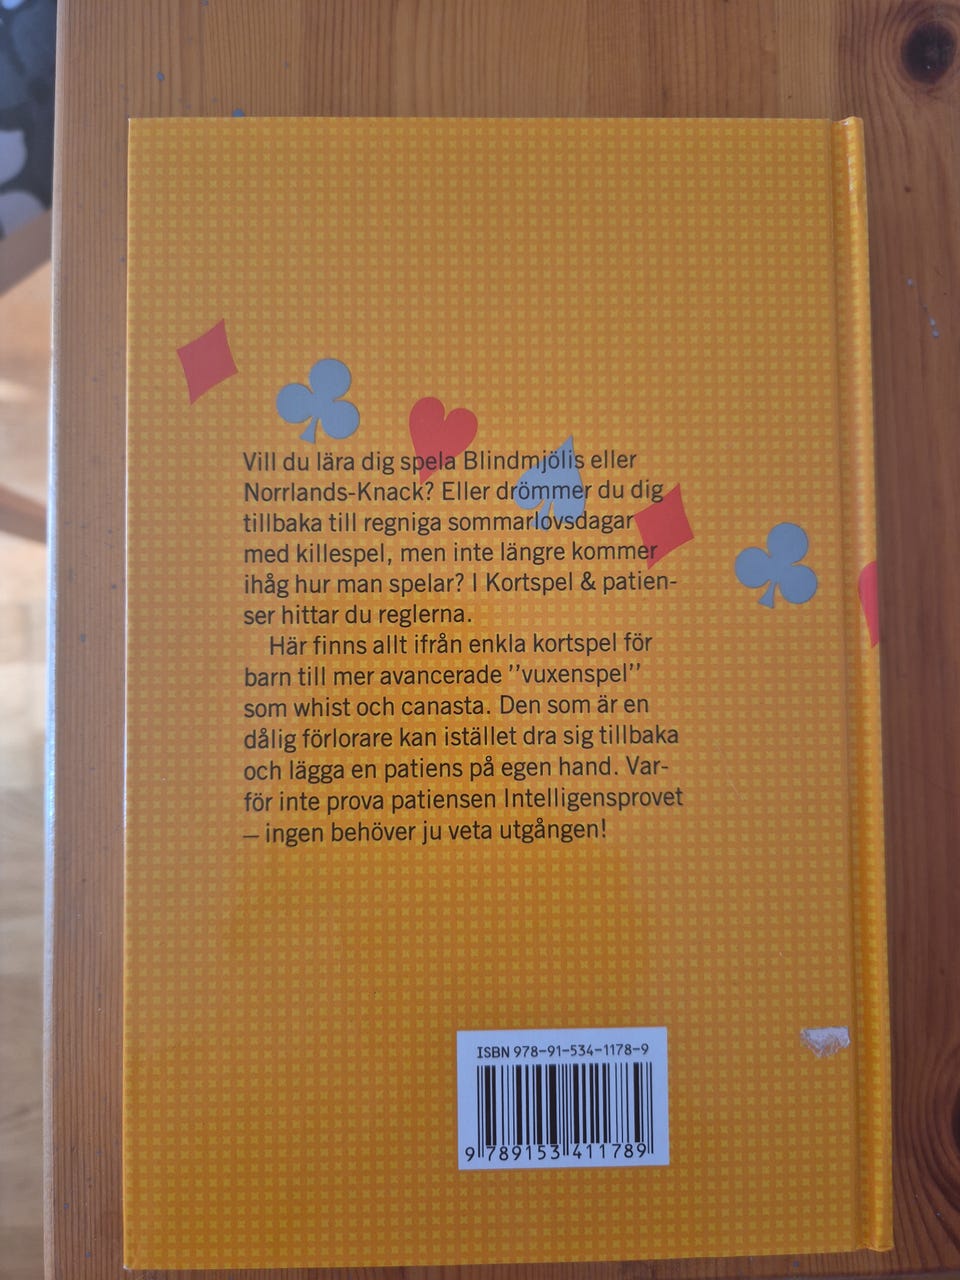 Vill du lära dig spela Blindmjölis eller
Norrlands-Knack? Eller drömmer du dig
tillbaka till regniga sommarlovsdagar
med killespel, men inte längre kommer
ihåg hur man spelar? I Kortspel & patien-
ser hittar du reglerna.
Här finns allt ifrån enkla kortspel för
barn till mer avancerade ”vuxenspel”
som whist och canasta. Den som är en
dålig förlorare kan istället dra sig tillbaka
och lägga en patiens på egen hand. Var-
för inte prova patiensen Intelligensprovet
– ingen behöver ju veta utgången!
ISBN 978-91-534-1178-9
9 789153 411789